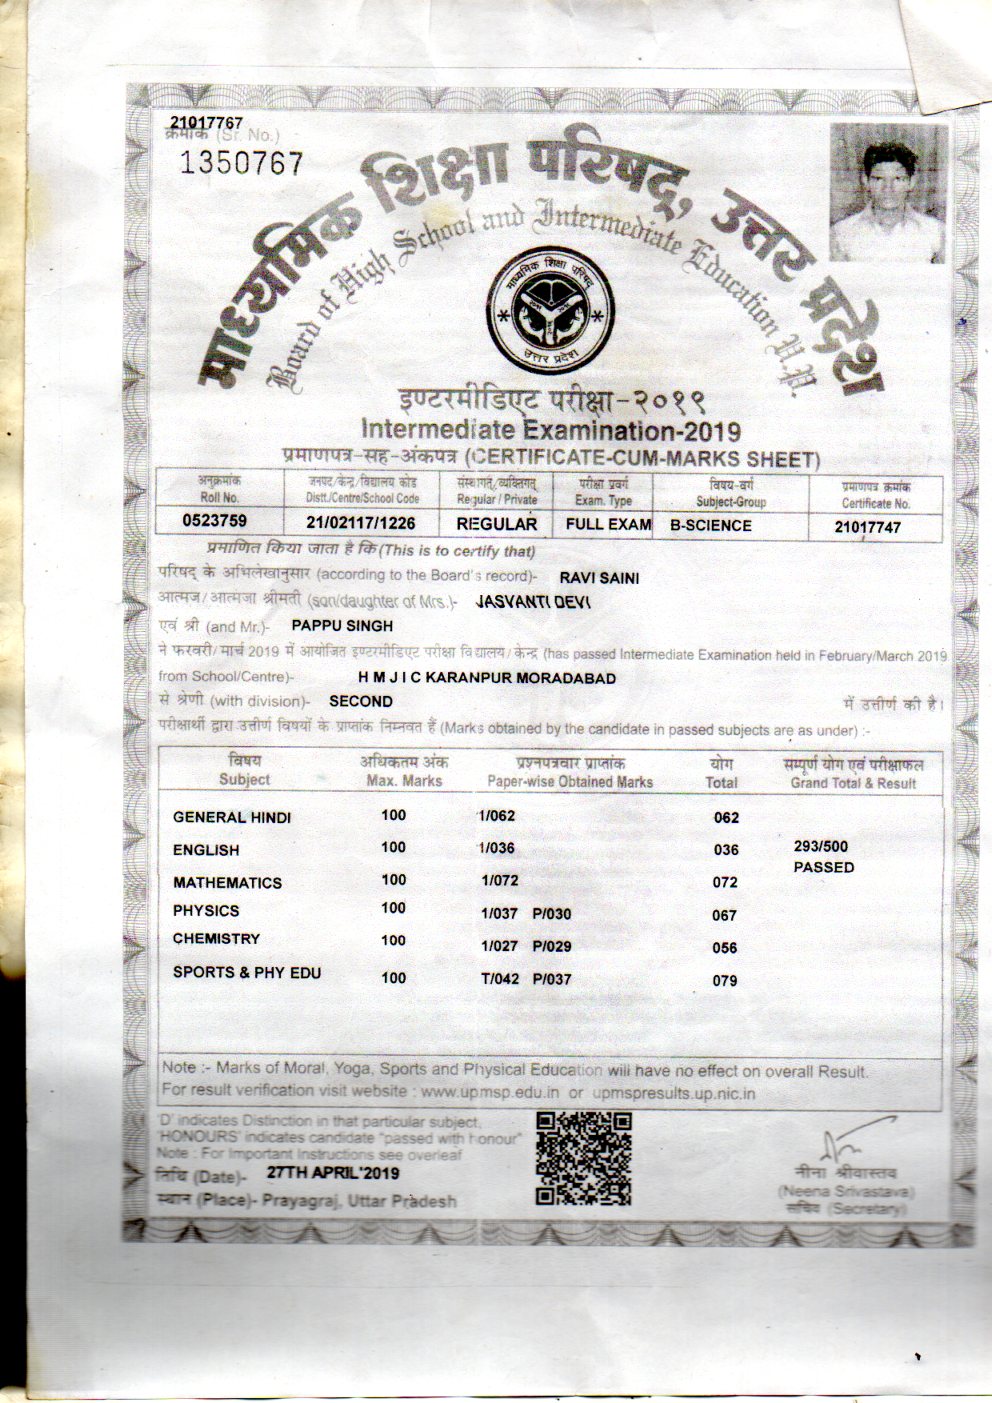 21017767
क्रमांक (Sr. No.)
1350767
माध्यमिक शिक्षा परिषद्, उत्तर प्रदेश
Board of High School and Intermediate Education U.P.
माध्यमिक शिक्षा परिषद्
उत्तर प्रदेश
इण्टरमीडिएट परीक्षा-२०१९
Intermediate Examination-2019
प्रमाणपत्र-सह-अंकपत्र (CERTIFICATE-CUM-MARKS SHEET)
अनुक्रमांक जनपद/केन्द्र/विद्यालय कोड संस्थागत/व्यक्तिगत परीक्षा प्रवर्ग विषय-वर्ग प्रमाणपत्र क्रमांक
Roll No. Distt./Centre/School Code Regular / Private Exam. Type Subject-Group Certificate No.
0523759 21/02117/1226 REGULAR FULL EXAM B-SCIENCE 21017747
प्रमाणित किया जाता है कि (This is to certify that)
परिषद् के अभिलेखानुसार (according to the Board's record)- RAVI SAINI
आत्मज/आत्मजा श्रीमती (son/daughter of Mrs.)- JASVANTI DEVI
एवं श्री (and Mr.)- PAPPU SINGH
ने फरवरी/मार्च 2019 में आयोजित इण्टरमीडिएट परीक्षा विद्यालय/केन्द्र (has passed Intermediate Examination held in February/March 2019
from School/Centre)- H M J I C KARANPUR MORADABAD
से श्रेणी (with division)- SECOND में उत्तीर्ण की है।
परीक्षार्थी द्वारा उत्तीर्ण विषयों के प्राप्तांक निम्नवत हैं (Marks obtained by the candidate in passed subjects are as under) :-
विषय अधिकतम अंक प्रश्नपत्रवार प्राप्तांक योग सम्पूर्ण योग एवं परीक्षाफल
Subject Max. Marks Paper-wise Obtained Marks Total Grand Total & Result
GENERAL HINDI 100 1/062 062
ENGLISH 100 1/036 036 293/500
PASSED
MATHEMATICS 100 1/072 072
PHYSICS 100 1/037 P/030 067
CHEMISTRY 100 1/027 P/029 056
SPORTS & PHY EDU 100 T/042 P/037 079
Note :- Marks of Moral, Yoga, Sports and Physical Education will have no effect on overall Result.
For result verification visit website : www.upmsp.edu.in or upmspresults.up.nic.in
'D' indicates Distinction in that particular subject.
'HONOURS' indicates candidate "passed with honour"
Note : For Important Instructions see overleaf
तिथि (Date)- 27TH APRIL'2019
स्थान (Place)- Prayagraj, Uttar Pradesh
नीना श्रीवास्तव
(Neena Srivastava)
सचिव (Secretary)